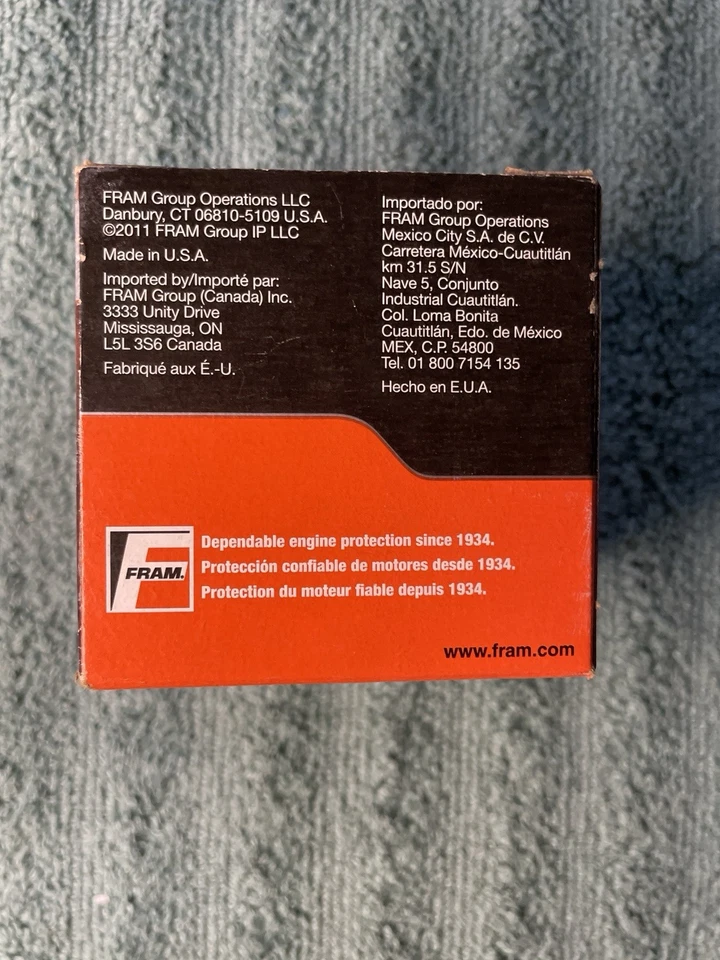 FRAM Group Operations LLC
Danbury, CT 06810-5109 U.S.A.
©2011 FRAM Group IP LLC
Made in U.S.A.
Imported by/Importé par:
FRAM Group (Canada) Inc.
3333 Unity Drive
Mississauga, ON
L5L 3S6 Canada
Fabriqué aux É.-U.
Importado por:
FRAM Group Operations
Mexico City S.A. de C.V.
Carretera México-Cuautitlán
km 31.5 S/N
Nave 5, Conjunto
Industrial Cuautitlán.
Col. Loma Bonita
Cuautitlán, Edo. de México
MEX, C.P. 54800
Tel. 01 800 7154 135
Hecho en E.U.A.
FRAM.
Dependable engine protection since 1934.
Protección confiable de motores desde 1934.
Protection du moteur fiable depuis 1934.
www.fram.com